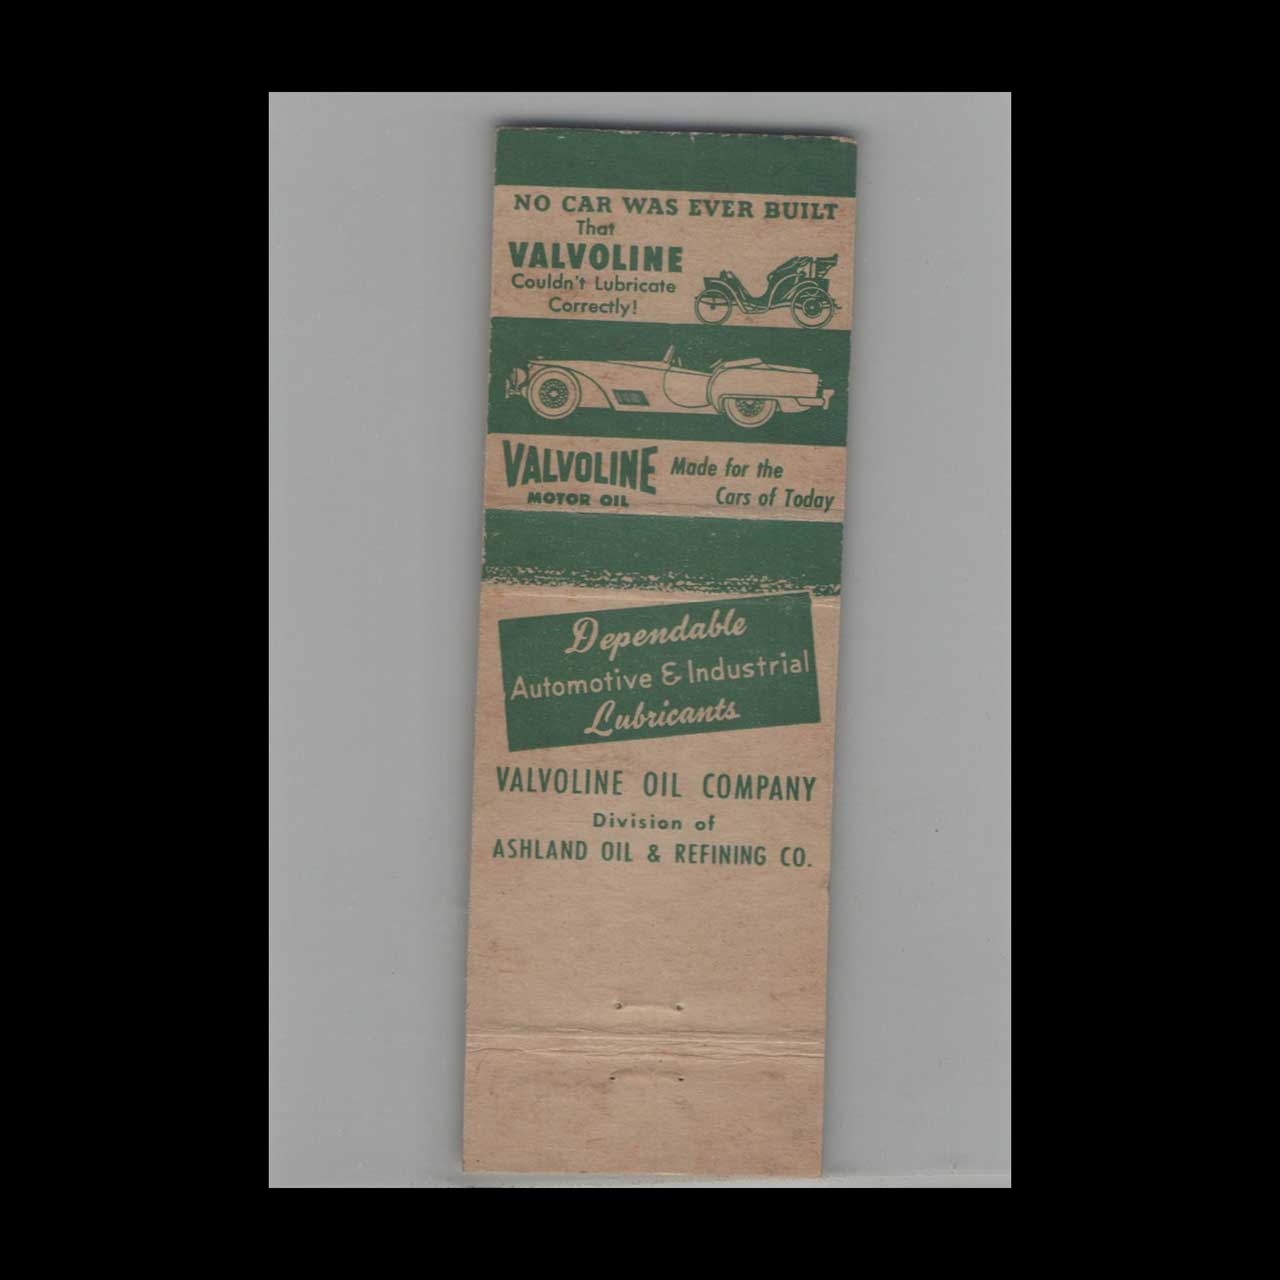 NO CAR WAS EVER BUILT
That
VALVOLINE
Couldn't Lubricate
Correctly!
VALVOLINE
MOTOR OIL
Made for the
Cars of Today
Dependable
Automotive & Industrial
Lubricants
VALVOLINE OIL COMPANY
Division of
ASHLAND OIL & REFINING CO.